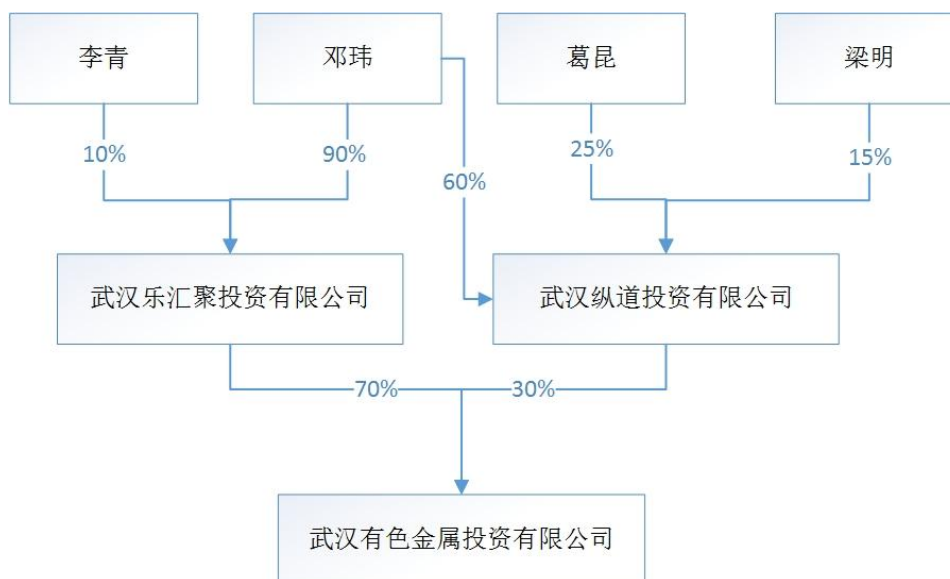 李青
邓玮
葛昆
梁明
10%
90%
60%
25%
15%
武汉乐汇聚投资有限公司
武汉纵道投资有限公司
70%
30%
武汉有色金属投资有限公司